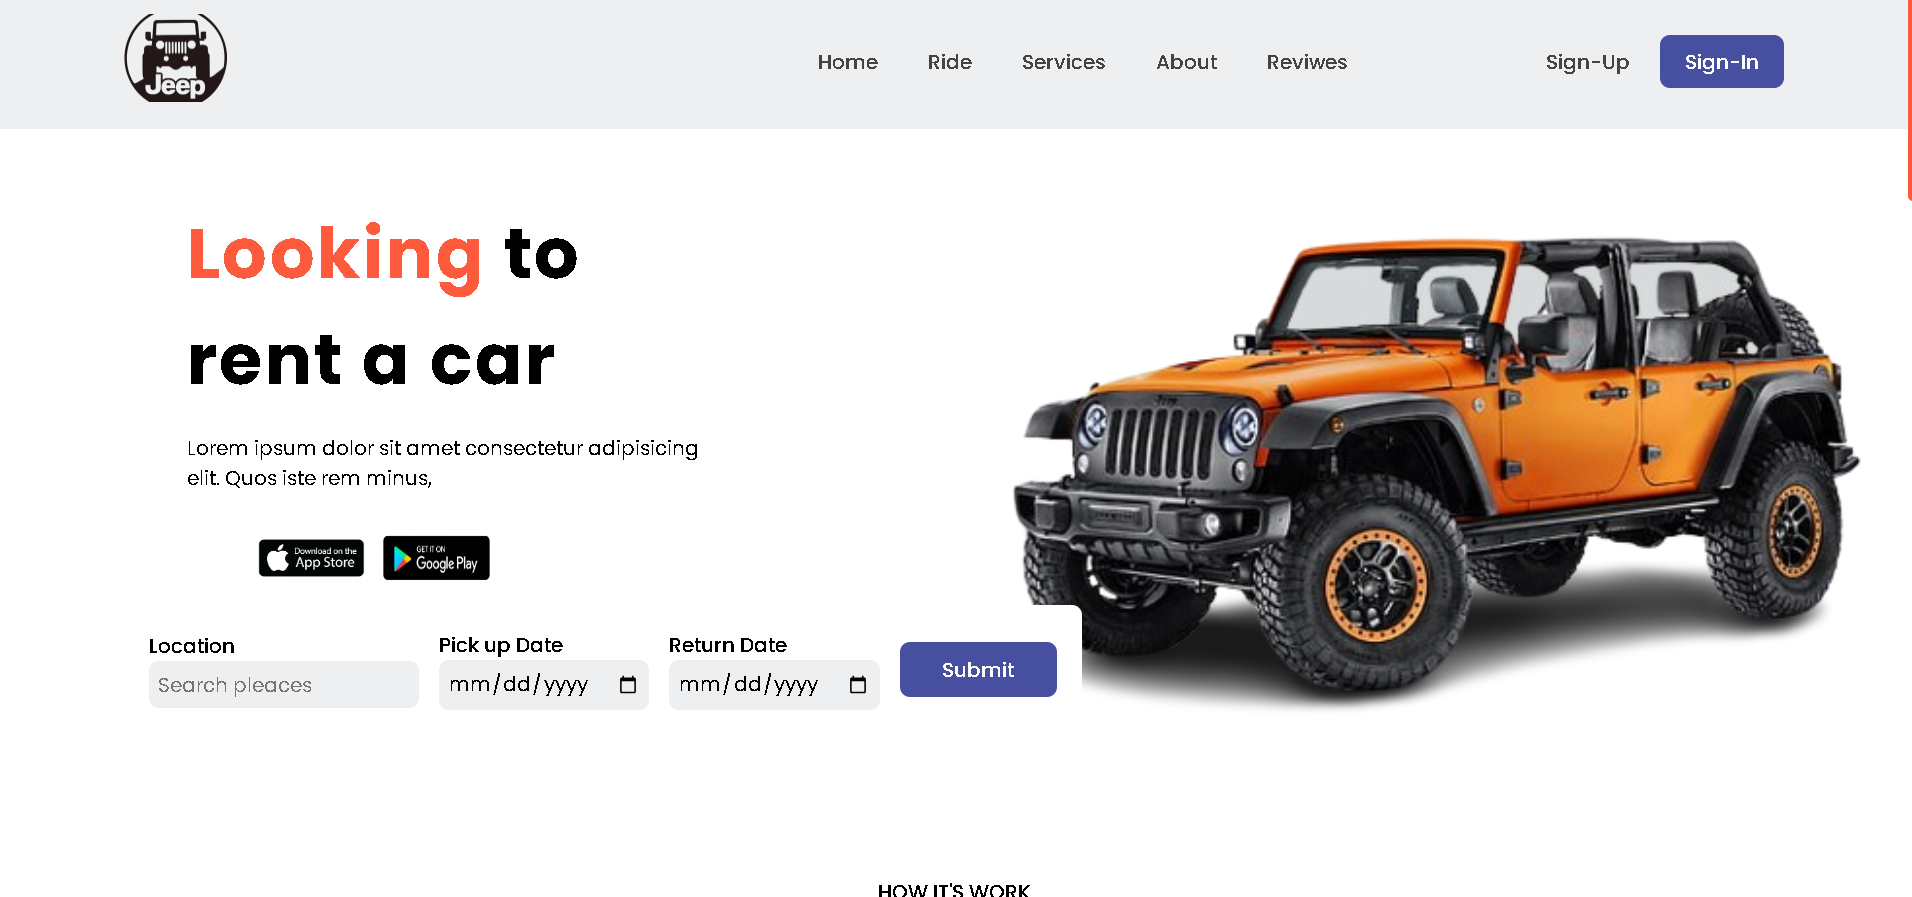 Jeep
Home Ride Services About Reviwes Sign-Up Sign-In
Looking to
rent a car
Lorem ipsum dolor sit amet consectetur adipisicing
elit. Quos iste rem minus,
Download on the
App Store
GET IT ON
Google Play
Location
Search pleaces
Pick up Date
mm/dd/yyyy
Return Date
mm/dd/yyyy
Submit
HOW IT'S WORK